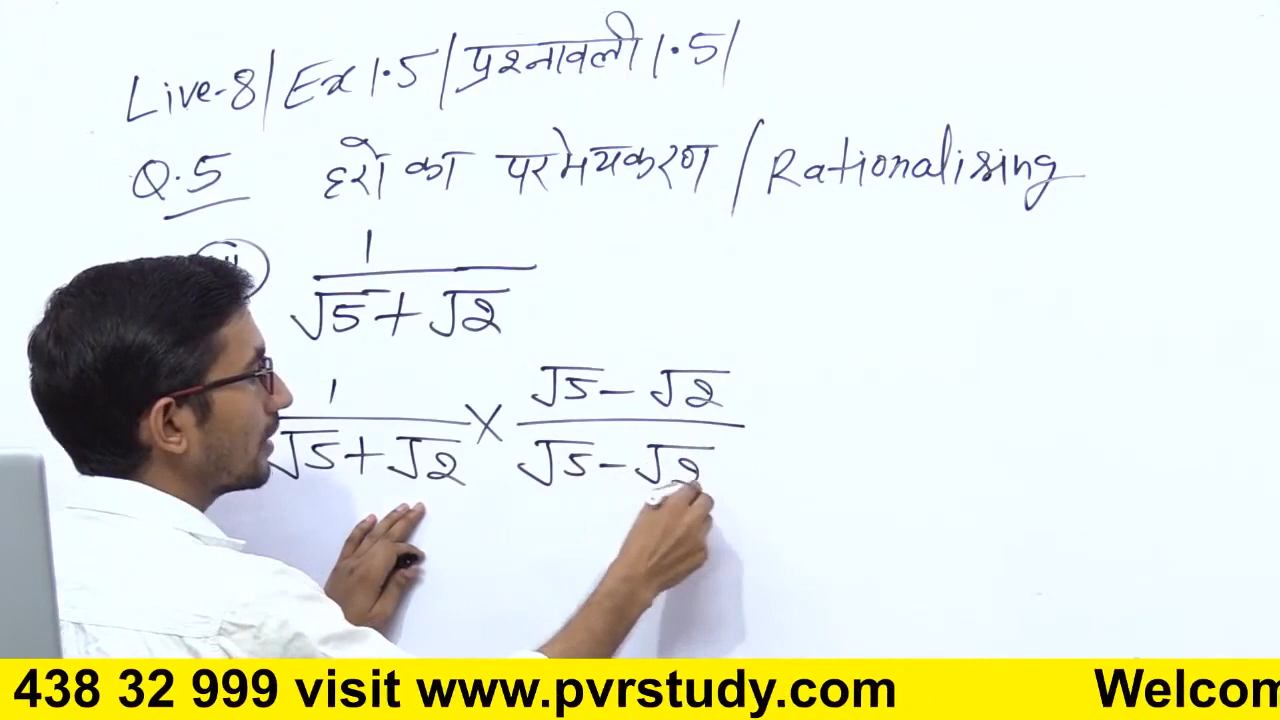 Live-8/ Ex 1.5/ प्रश्नावली 1.5/
Q.5 हरो का परमेयकरण / Rationalising
1
√5 + √2
1 / √5 + √2 × √5 - √2 / √5 - √2
438 32 999 visit www.pvrstudy.com Welcom